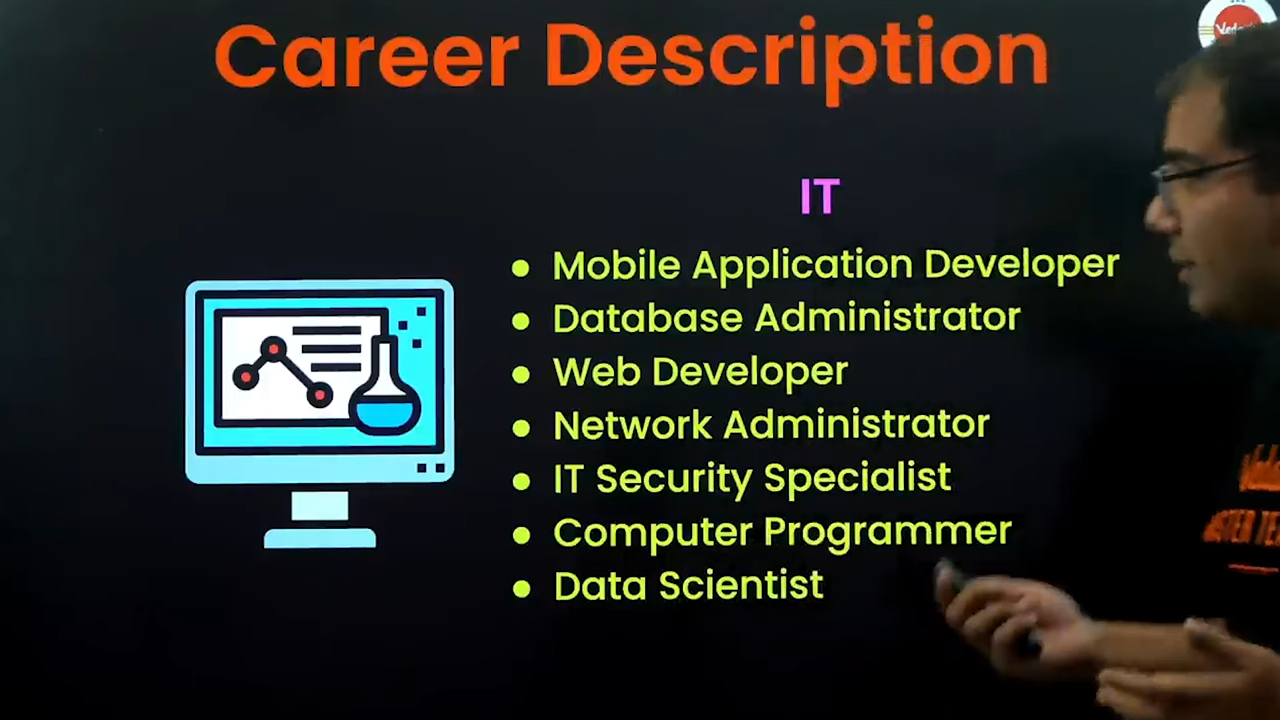 Career Description
IT
• Mobile Application Developer
• Database Administrator
• Web Developer
• Network Administrator
• IT Security Specialist
• Computer Programmer
• Data Scientist